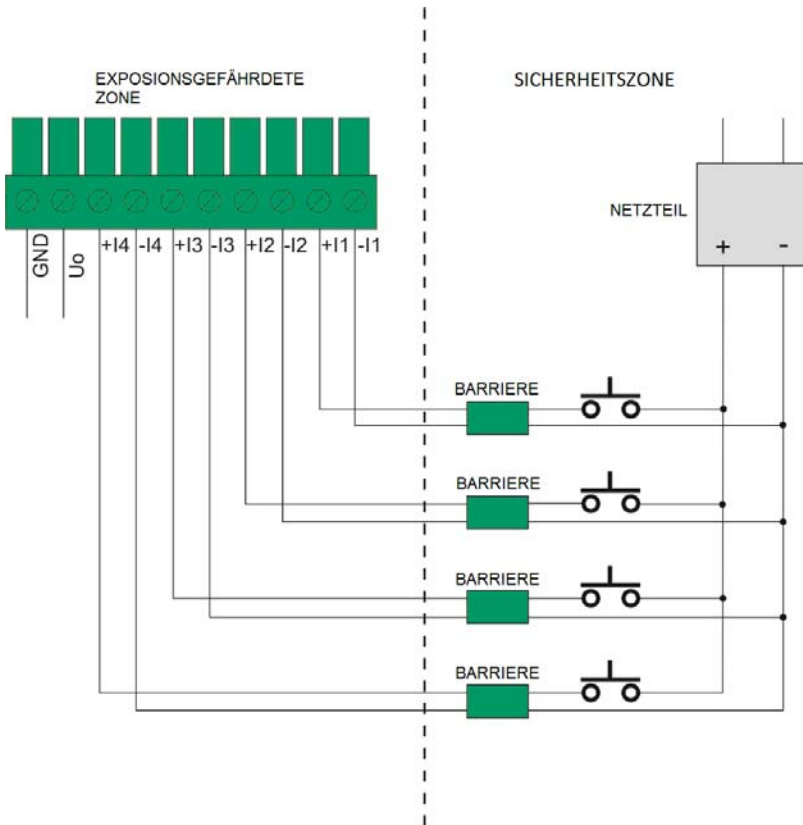 EXPOSIONSGEFÄHRDETE
ZONE
SICHERHEITSZONE
NETZTEIL
+ -
GND
Uo
+I4 -I4 +I3 -I3 +I2 -I2 +I1 -I1
BARRIERE
BARRIERE
BARRIERE
BARRIERE